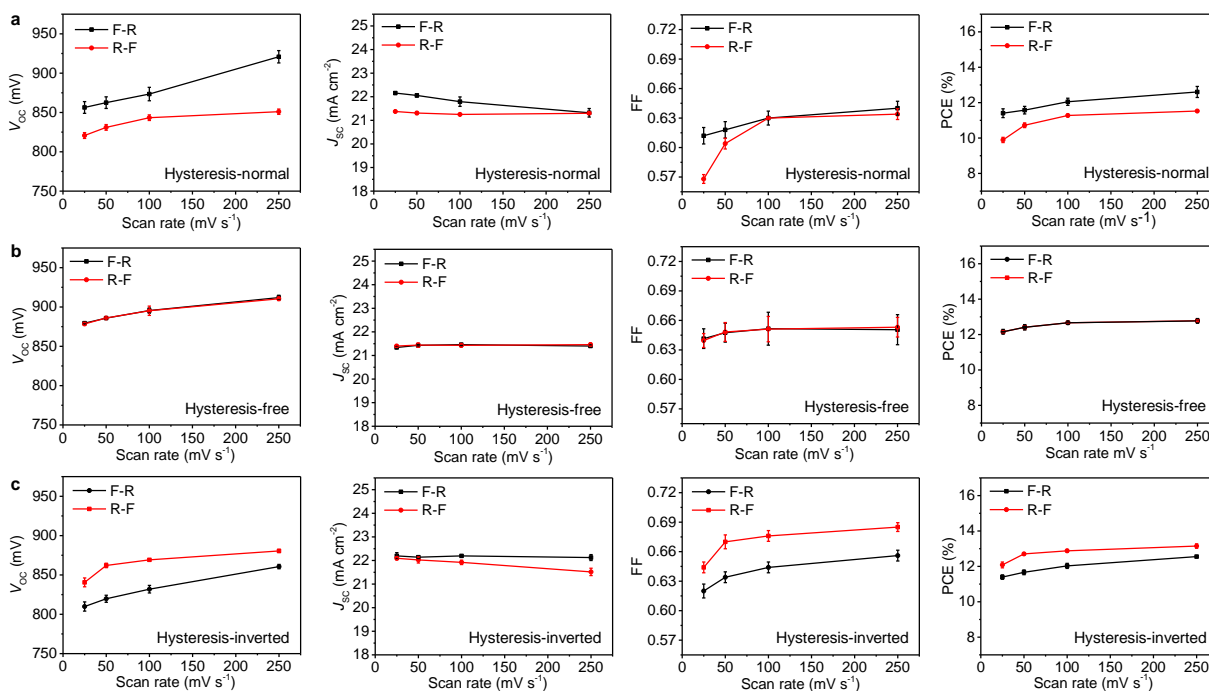 a
950
900
850
800
750
V_OC (mV)
F-R
R-F
Hysteresis-normal
0 50 100 150 200 250
Scan rate (mV s⁻¹)
25
24
23
22
21
20
19
18
J_SC (mA cm⁻²)
F-R
R-F
Hysteresis-normal
0 50 100 150 200 250
Scan rate (mV s⁻¹)
0.72
0.69
0.66
0.63
0.60
0.57
FF
F-R
R-F
Hysteresis-normal
0 50 100 150 200 250
Scan rate (mV s⁻¹)
16
14
12
10
8
PCE (%)
F-R
R-F
Hysteresis-normal
0 50 100 150 200 250
Scan rate (mV s⁻¹)
b
950
900
850
800
750
V_OC (mV)
F-R
R-F
Hysteresis-free
0 50 100 150 200 250
Scan rate (mV s⁻¹)
25
24
23
22
21
20
19
18
J_SC (mA cm⁻²)
F-R
R-F
Hysteresis-free
0 50 100 150 200 250
Scan rate (mV s⁻¹)
0.72
0.69
0.66
0.63
0.60
0.57
FF
F-R
R-F
Hysteresis-free
0 50 100 150 200 250
Scan rate (mV s⁻¹)
16
14
12
10
8
PCE (%)
F-R
R-F
Hysteresis-free
0 50 100 150 200 250
Scan rate mV s⁻¹)
c
950
900
850
800
750
V_OC (mV)
F-R
R-F
Hysteresis-inverted
0 50 100 150 200 250
Scan rate (mV s⁻¹)
25
24
23
22
21
20
19
18
J_SC (mA cm⁻²)
F-R
R-F
Hysteresis-inverted
0 50 100 150 200 250
Scan rate (mV s⁻¹)
0.72
0.69
0.66
0.63
0.60
0.57
FF
F-R
R-F
Hysteresis-inverted
0 50 100 150 200 250
Scan rate (mV s⁻¹)
16
14
12
10
8
PCE (%)
F-R
R-F
Hysteresis-inverted
0 50 100 150 200 250
Scan rate (mV s⁻¹)